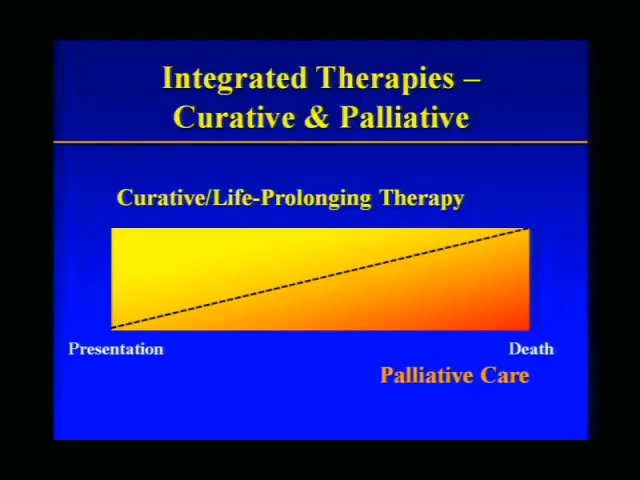 Integrated Therapies –
Curative & Palliative
Curative/Life-Prolonging Therapy
Presentation
Death
Palliative Care